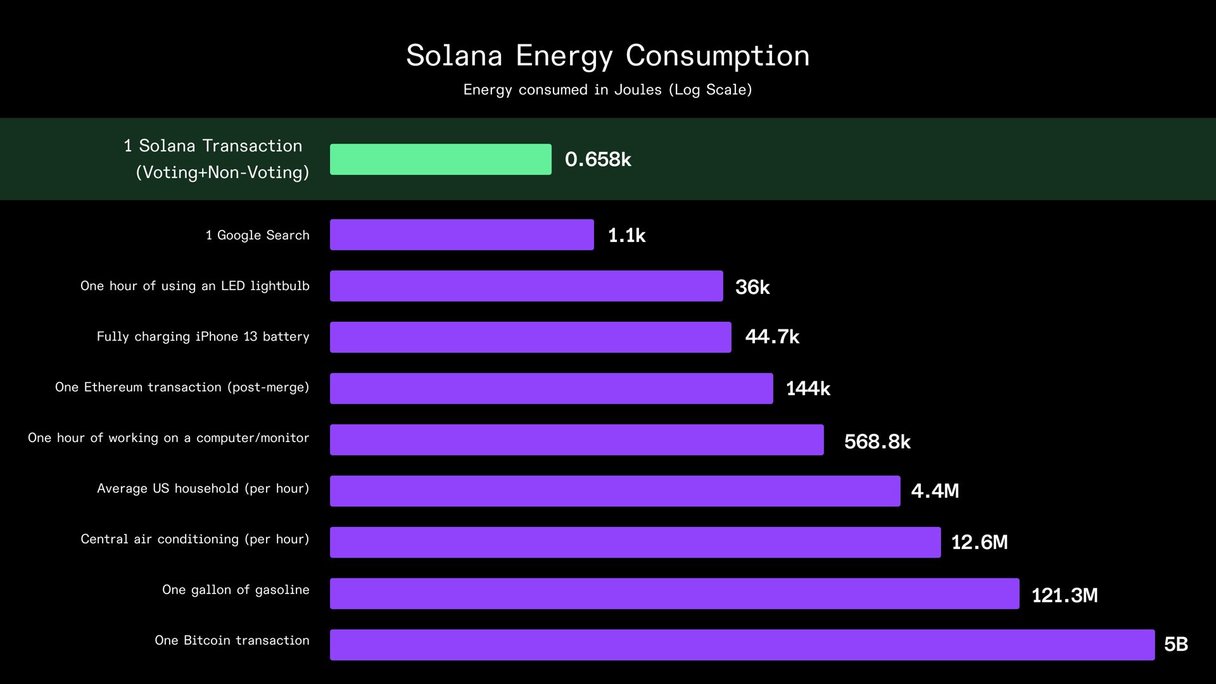 Solana Energy Consumption
Energy consumed in Joules (Log Scale)
1 Solana Transaction
(Voting+Non-Voting)
0.658k
1 Google Search
1.1k
One hour of using an LED lightbulb
36k
Fully charging iPhone 13 battery
44.7k
One Ethereum transaction (post-merge)
144k
One hour of working on a computer/monitor
568.8k
Average US household (per hour)
4.4M
Central air conditioning (per hour)
12.6M
One gallon of gasoline
121.3M
One Bitcoin transaction
5B